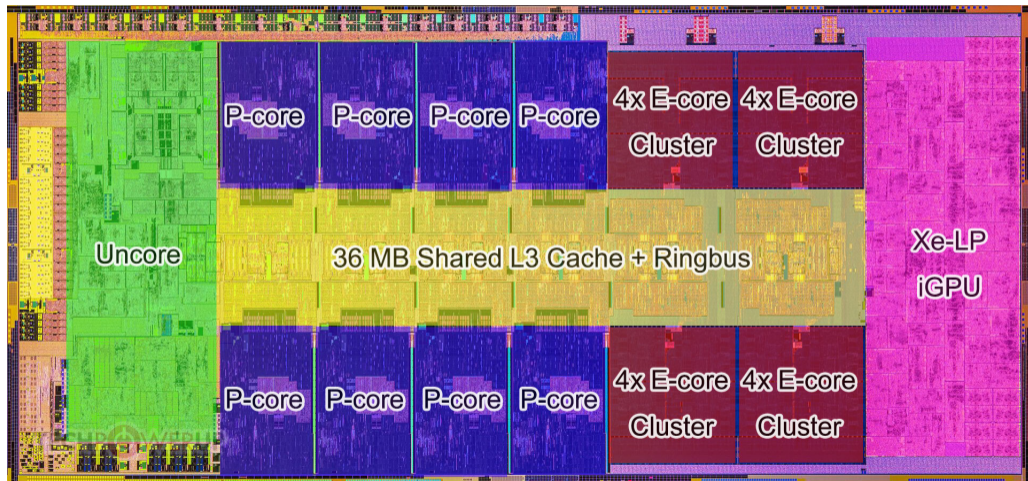 P-core P-core P-core P-core
4x E-core
Cluster
4x E-core
Cluster
Uncore
36 MB Shared L3 Cache + Ringbus
Xe-LP
iGPU
P-core P-core P-core P-core
4x E-core
Cluster
4x E-core
Cluster